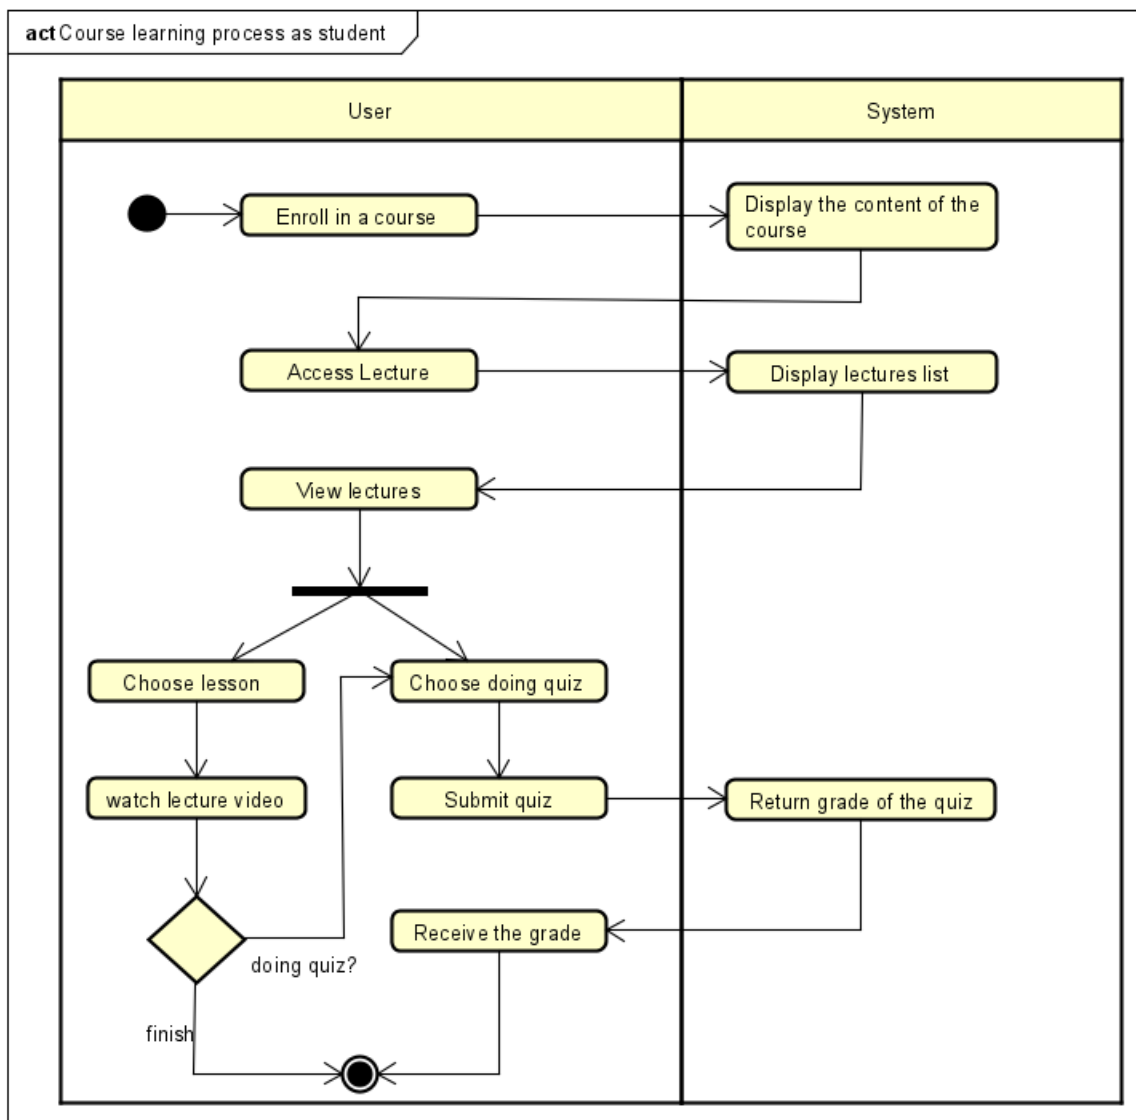 act Course learning process as student
User
System
Enroll in a course
Display the content of the
course
Access Lecture
Display lectures list
View lectures
Choose lesson
Choose doing quiz
watch lecture video
Submit quiz
Return grade of the quiz
Receive the grade
doing quiz?
finish